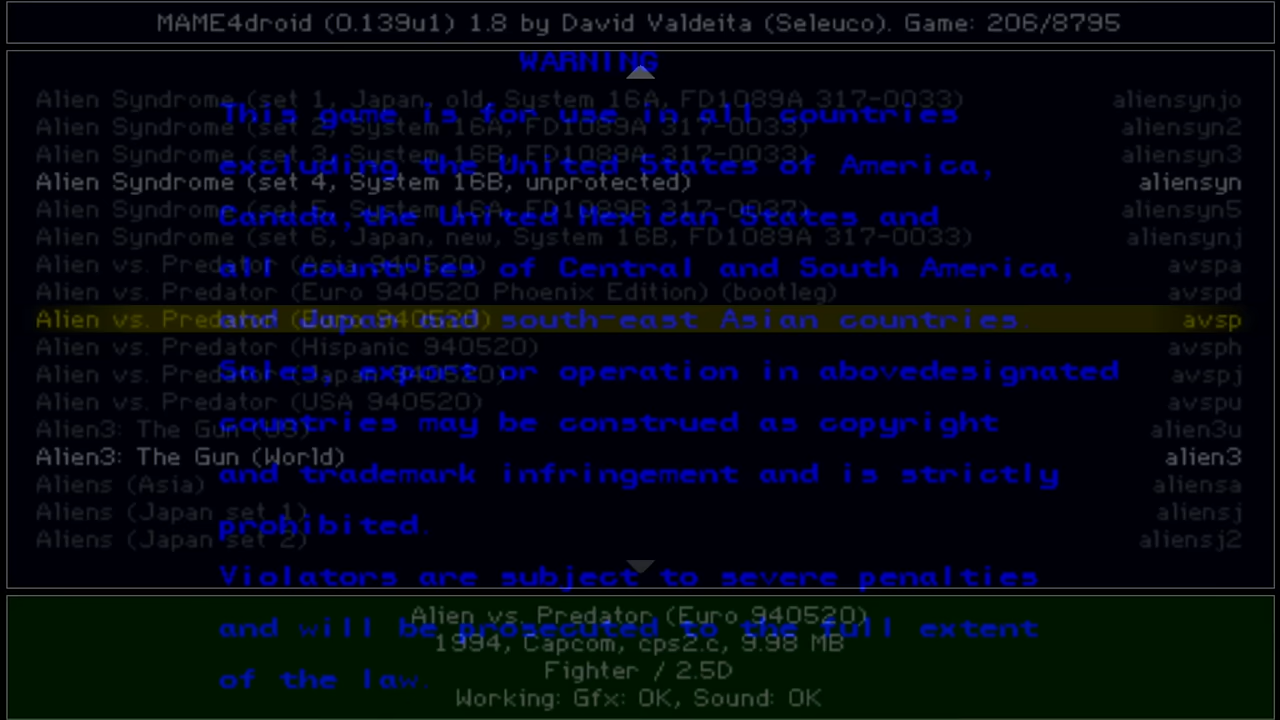 MAME4droid (0.139u1) 1.8 by David Valdeita (Seleuco). Game: 206/8795
WARNING
Alien Syndrome (set 1, Japan, old, System 16A, FD1089A 317-0033) aliensynjo
This game is for use in all countries
Alien Syndrome (set 2, System 16A, FD1089A 317-0033) aliensyn2
Alien Syndrome (set 3, System 16B, FD1089A 317-0033) aliensyn3
excluding the United States of America,
Alien Syndrome (set 4, System 16B, unprotected) aliensyn
Alien Syndrome (set 5, System 16A, FD1089B 317-0037) aliensyn5
Canada, the United Mexican States and
Alien Syndrome (set 6, Japan, new, System 16B, FD1089A 317-0033) aliensynj
Alien vs. Predator (Asia 940520) avspa
all countries of Central and South America,
Alien vs. Predator (Euro 940520 Phoenix Edition) (bootleg) avspd
Alien vs. Predator (Euro 940520) avsp
and Japan and south-east Asian countries.
Alien vs. Predator (Hispanic 940520) avsph
Sales, export or operation in abovedesignated
Alien vs. Predator (Japan 940520) avspj
Alien vs. Predator (USA 940520) avspu
countries may be construed as copyright
Alien3: The Gun (US) alien3u
Alien3: The Gun (World) alien3
and trademark infringement and is strictly
Aliens (Asia) aliensa
Aliens (Japan set 1) aliensj
prohibited.
Aliens (Japan set 2) aliensj2
Violators are subject to severe penalties
Alien vs. Predator (Euro 940520)
and will be prosecuted to the full extent
1994, Capcom, cps2.c, 9.98 MB
Fighter / 2.5D
of the law.
Working: Gfx: OK, Sound: OK